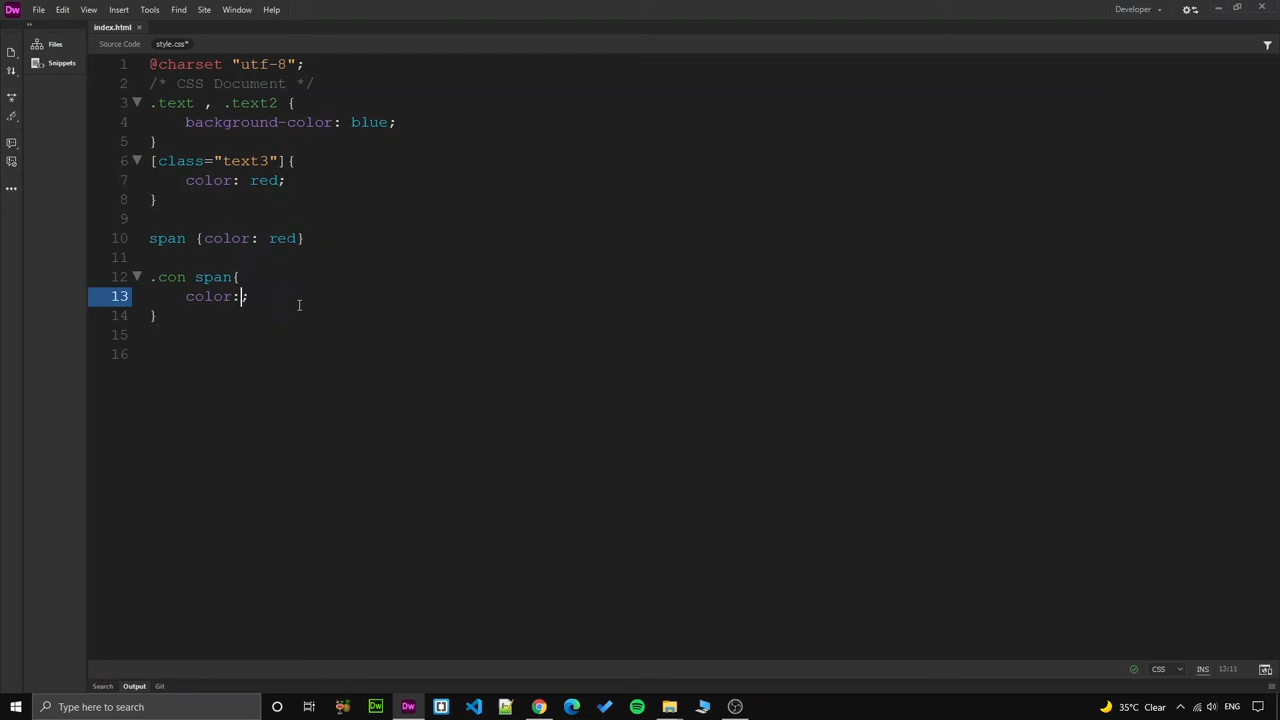 Dw File Edit View Insert Tools Find Site Window Help Developer
index.html
Files
Source Code style.css*
Snippets
1 @charset "utf-8";
2 /* CSS Document */
3 .text , .text2 {
4 background-color: blue;
5 }
6 [class="text3"]{
7 color: red;
8 }
9
10 span {color: red}
11
12 .con span{
13 color:;
14 }
15
16
CSS INS 13:11
Search Output Git
Type here to search Dw Dw 35°C Clear ENG